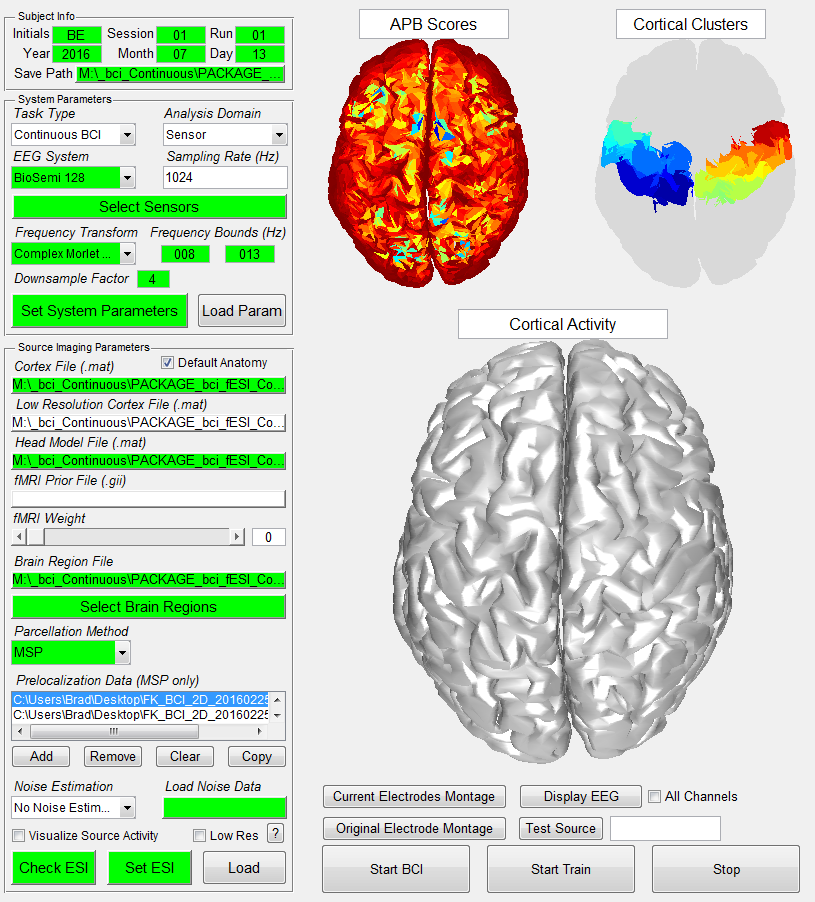 Subject Info
Initials BE Session 01 Run 01
Year 2016 Month 07 Day 13
Save Path M:\_bci_Continuous\PACKAGE_...
System Parameters
Task Type Analysis Domain
Continuous BCI Sensor
EEG System Sampling Rate (Hz)
BioSemi 128 1024
Select Sensors
Frequency Transform Frequency Bounds (Hz)
Complex Morlet ... 008 013
Downsample Factor 4
Set System Parameters Load Param
Source Imaging Parameters
Cortex File (.mat) Default Anatomy
M:\_bci_Continuous\PACKAGE_bci_fESI_Co...
Low Resolution Cortex File (.mat)
M:\_bci_Continuous\PACKAGE_bci_fESI_Co...
Head Model File (.mat)
M:\_bci_Continuous\PACKAGE_bci_fESI_Co...
fMRI Prior File (.gii)
fMRI Weight
0
Brain Region File
M:\_bci_Continuous\PACKAGE_bci_fESI_Co...
Select Brain Regions
Parcellation Method
MSP
Prelocalization Data (MSP only)
C:\Users\Brad\Desktop\FK_BCI_2D_20160225
C:\Users\Brad\Desktop\FK_BCI_2D_20160225
Add Remove Clear Copy
Noise Estimation Load Noise Data
No Noise Estim...
Visualize Source Activity Low Res ?
Check ESI Set ESI Load
APB Scores
Cortical Clusters
Cortical Activity
Current Electrodes Montage Display EEG All Channels
Original Electrode Montage Test Source
Start BCI Start Train Stop